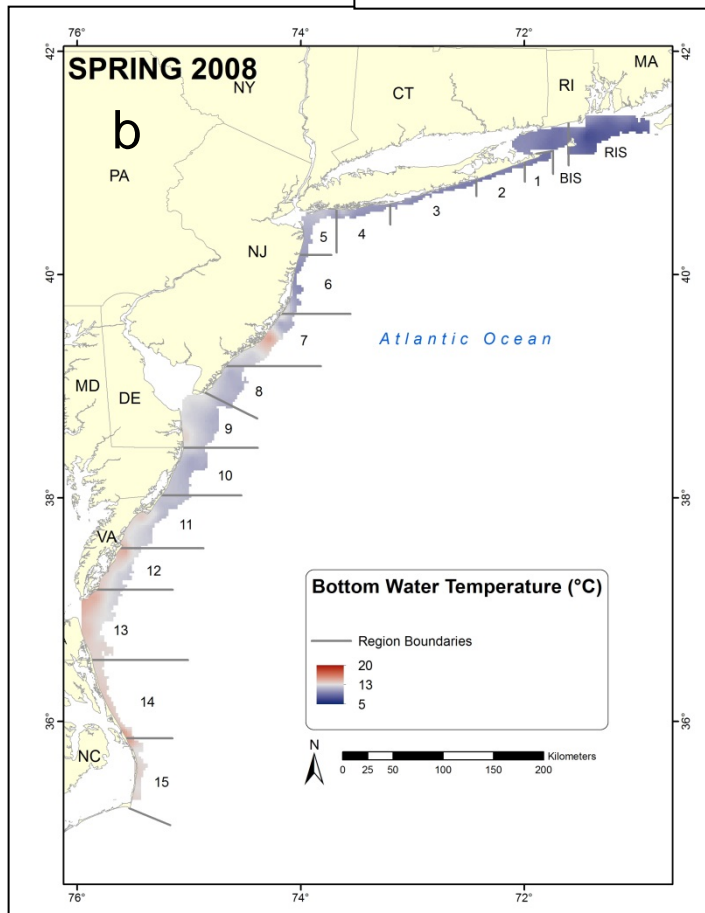 42°
74°
72°
42°
SPRING 2008
b
NY
CT
RI
MA
PA
RIS
BIS
1
2
3
4
5
NJ
40°
40°
6
7
Atlantic Ocean
MD
DE
8
9
10
38°
38°
11
VA
12
13
14
36°
36°
NC
15
Bottom Water Temperature (°C)
Region Boundaries
20
13
5
N
Kilometers
0 25 50 100 150 200
76°
74°
72°
76°